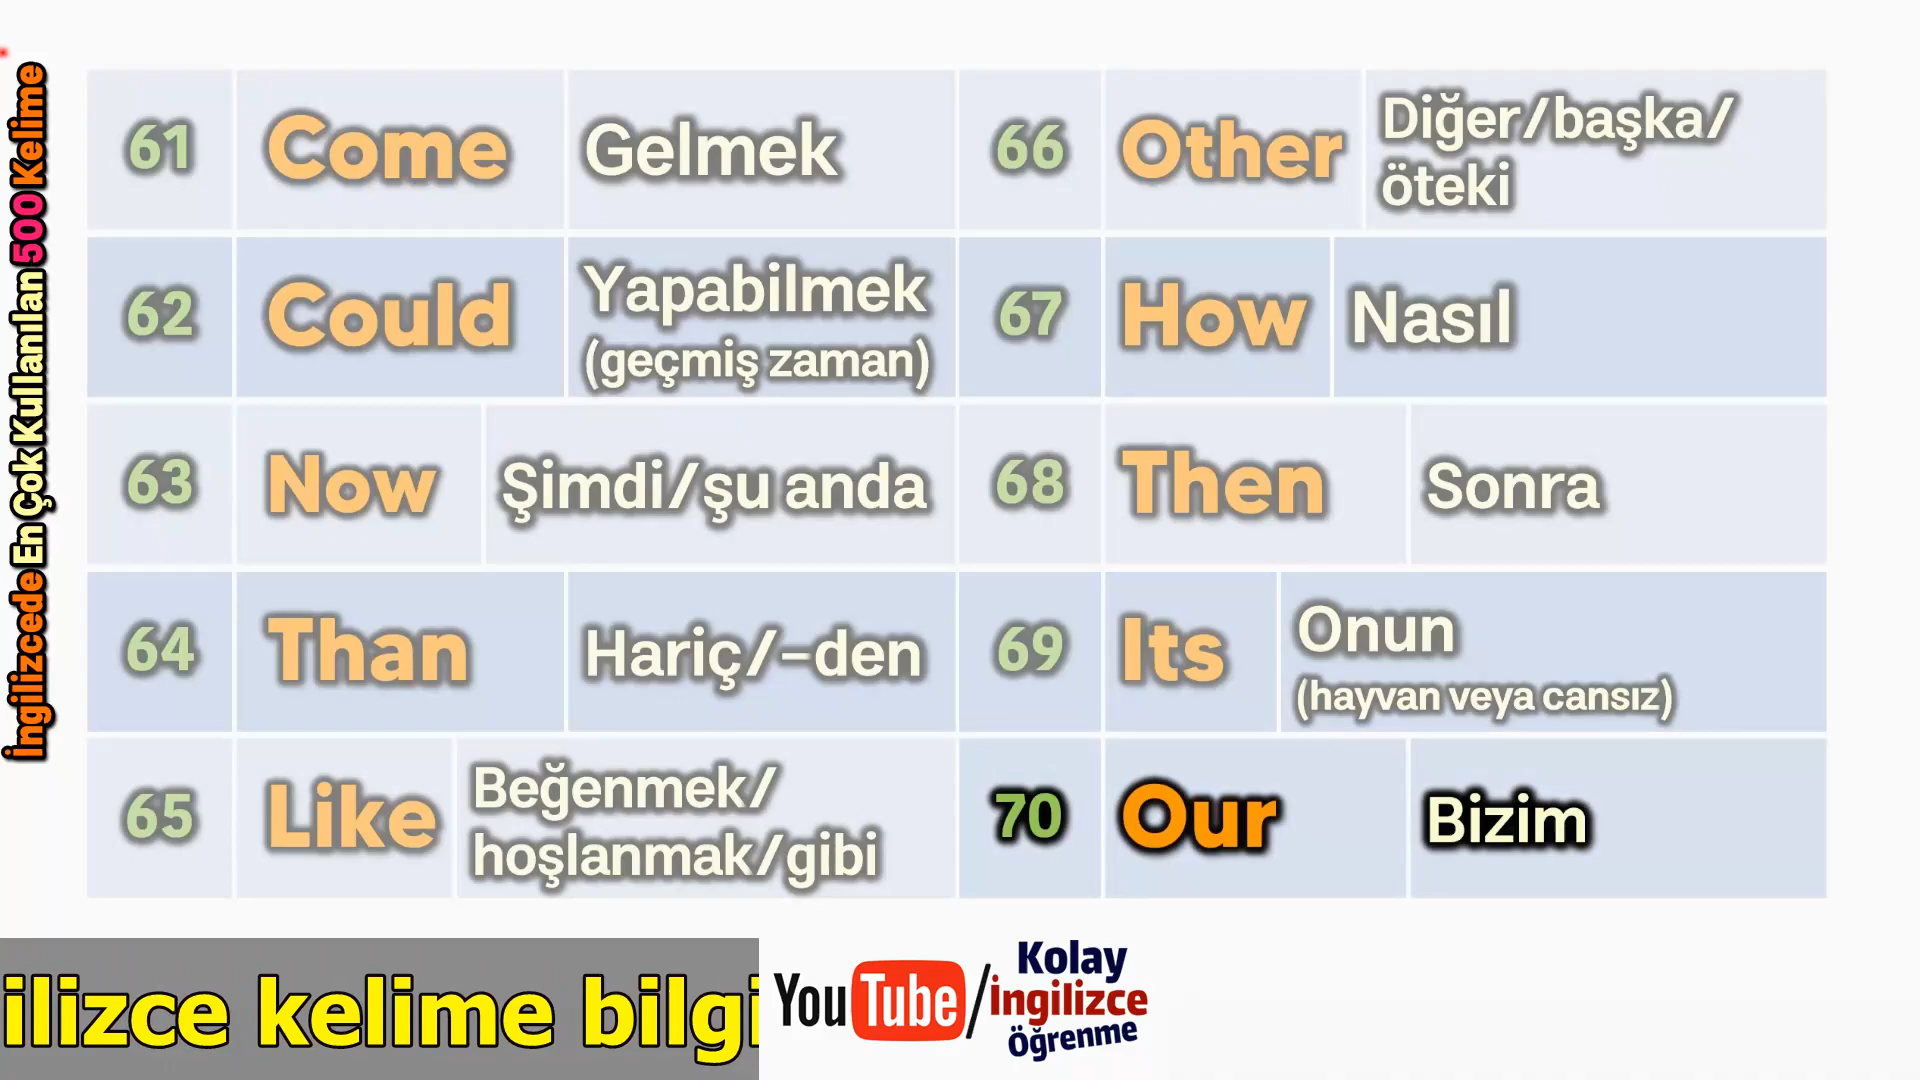 İngilizcede En Çok Kullanılan 500 Kelime
61 Come Gelmek
62 Could Yapabilmek
(geçmiş zaman)
63 Now Şimdi/şu anda
64 Than Hariç/-den
65 Like Beğenmek/
hoşlanmak/gibi
66 Other Diğer/başka/
öteki
67 How Nasıl
68 Then Sonra
69 Its Onun
(hayvan veya cansız)
70 Our Bizim
ilizce kelime bilgi
YouTube/Kolay
İngilizce
Öğrenme